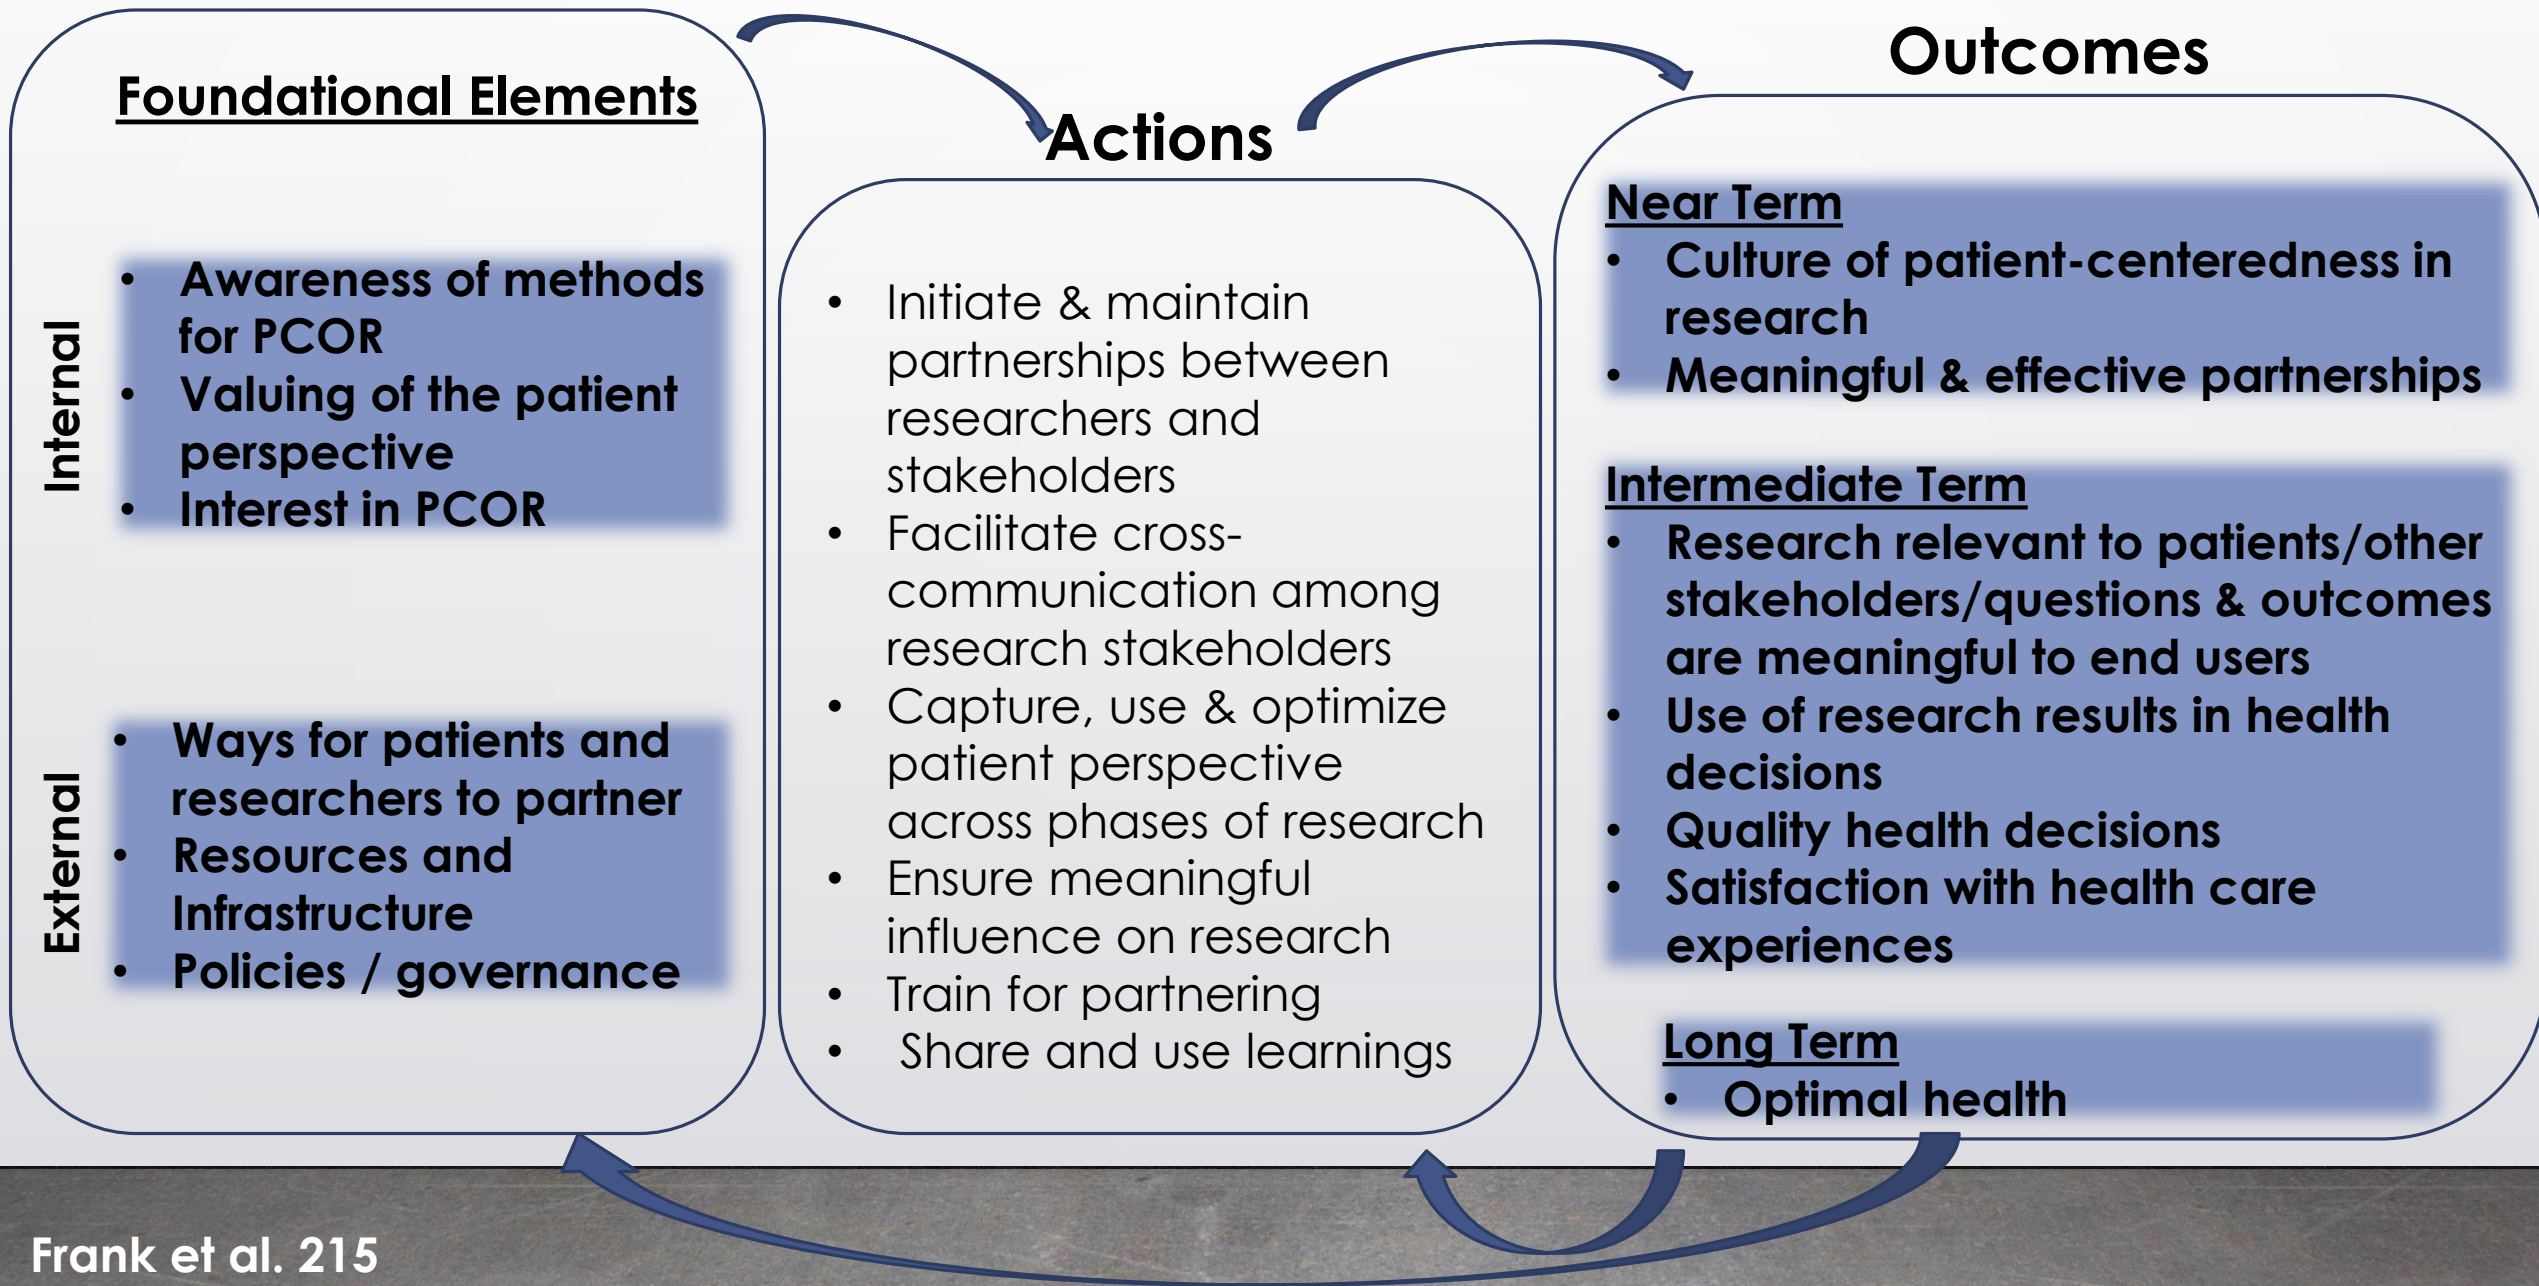 Foundational Elements
Internal
• Awareness of methods
for PCOR
• Valuing of the patient
perspective
• Interest in PCOR
External
• Ways for patients and
researchers to partner
• Resources and
Infrastructure
• Policies / governance
Actions
• Initiate & maintain
partnerships between
researchers and
stakeholders
• Facilitate cross-
communication among
research stakeholders
• Capture, use & optimize
patient perspective
across phases of research
• Ensure meaningful
influence on research
• Train for partnering
• Share and use learnings
Outcomes
Near Term
• Culture of patient-centeredness in
research
• Meaningful & effective partnerships
Intermediate Term
• Research relevant to patients/other
stakeholders/questions & outcomes
are meaningful to end users
• Use of research results in health
decisions
• Quality health decisions
• Satisfaction with health care
experiences
Long Term
• Optimal health
Frank et al. 215